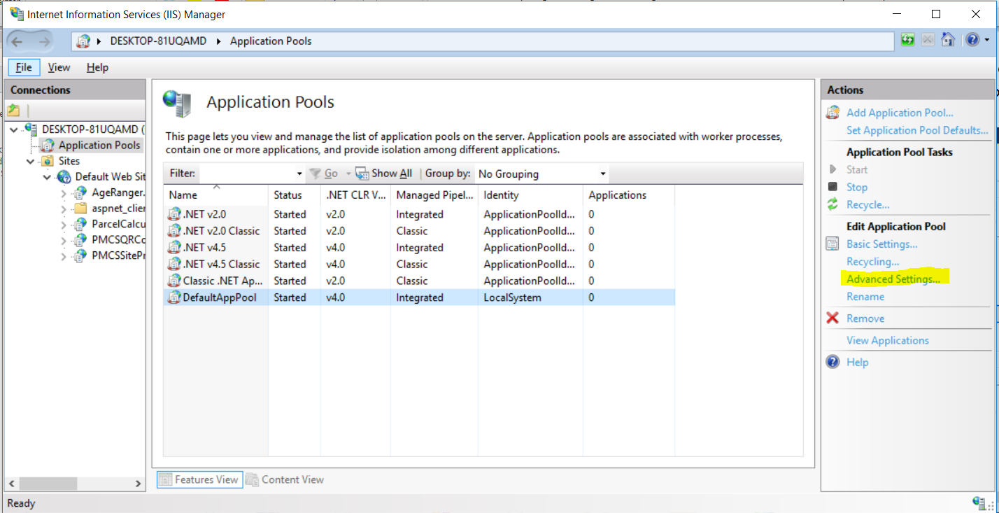 Internet Information Services (IIS) Manager
DESKTOP-81UQAMD Application Pools
File View Help
Connections
DESKTOP-81UQAMD (
Application Pools
Sites
Default Web Sit
AgeRanger.
aspnet_clier
ParcelCalcu
PMCSQRCo
PMCSSitePr
Application Pools
This page lets you view and manage the list of application pools on the server. Application pools are associated with worker processes,
contain one or more applications, and provide isolation among different applications.
Filter: Go Show All Group by: No Grouping
Name Status .NET CLR V... Managed Pipel... Identity Applications
.NET v2.0 Started v2.0 Integrated ApplicationPoolId... 0
.NET v2.0 Classic Started v2.0 Classic ApplicationPoolId... 0
.NET v4.5 Started v4.0 Integrated ApplicationPoolId... 0
.NET v4.5 Classic Started v4.0 Classic ApplicationPoolId... 0
Classic .NET Ap... Started v2.0 Classic ApplicationPoolId... 0
DefaultAppPool Started v4.0 Integrated LocalSystem 0
Features View Content View
Actions
Add Application Pool...
Set Application Pool Defaults...
Application Pool Tasks
Start
Stop
Recycle...
Edit Application Pool
Basic Settings...
Recycling...
Advanced Settings...
Rename
Remove
View Applications
Help
Ready